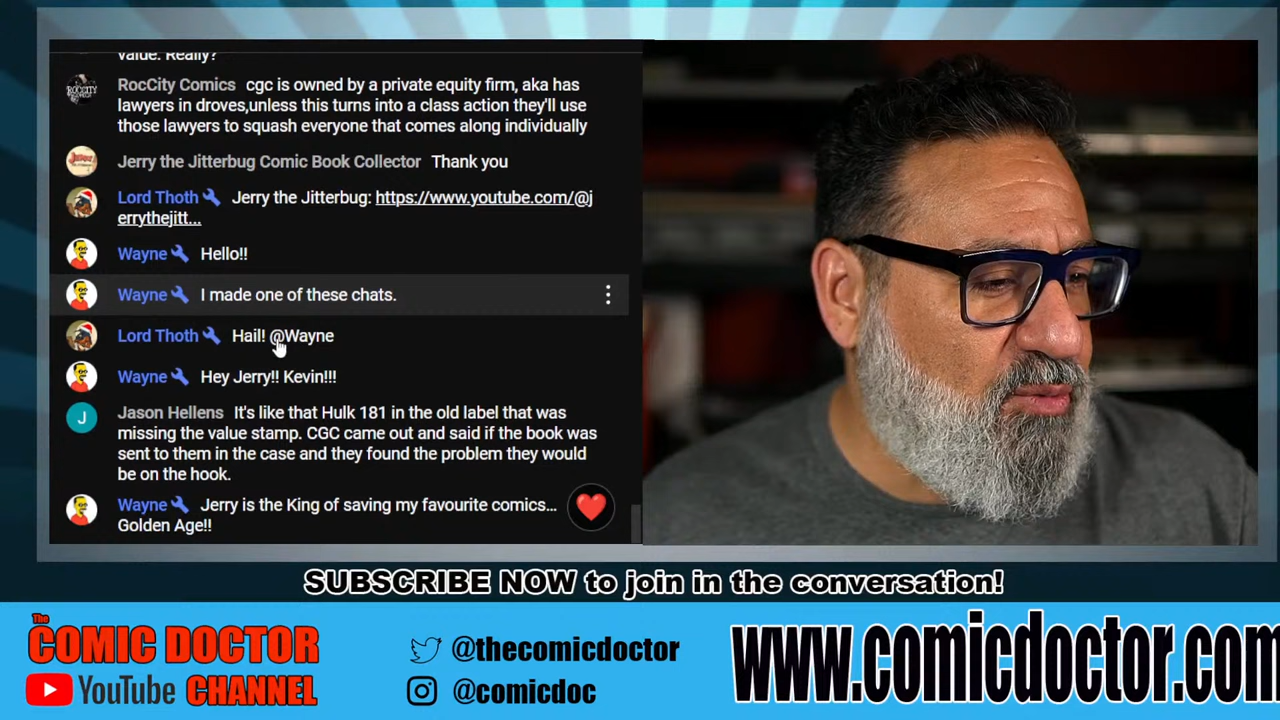 value. Really?
RocCity Comics cgc is owned by a private equity firm, aka has
lawyers in droves,unless this turns into a class action they'll use
those lawyers to squash everyone that comes along individually
Jerry the Jitterbug Comic Book Collector Thank you
Lord Thoth Jerry the Jitterbug: https://www.youtube.com/@j
errythejitt...
Wayne Hello!!
Wayne I made one of these chats.
Lord Thoth Hail! @Wayne
Wayne Hey Jerry!! Kevin!!!
J
Jason Hellens It's like that Hulk 181 in the old label that was
missing the value stamp. CGC came out and said if the book was
sent to them in the case and they found the problem they would
be on the hook.
Wayne Jerry is the King of saving my favourite comics...
Golden Age!!
SUBSCRIBE NOW to join in the conversation!
The
COMIC DOCTOR
YouTube CHANNEL
@thecomicdoctor
@comicdoc
www.comicdoctor.com